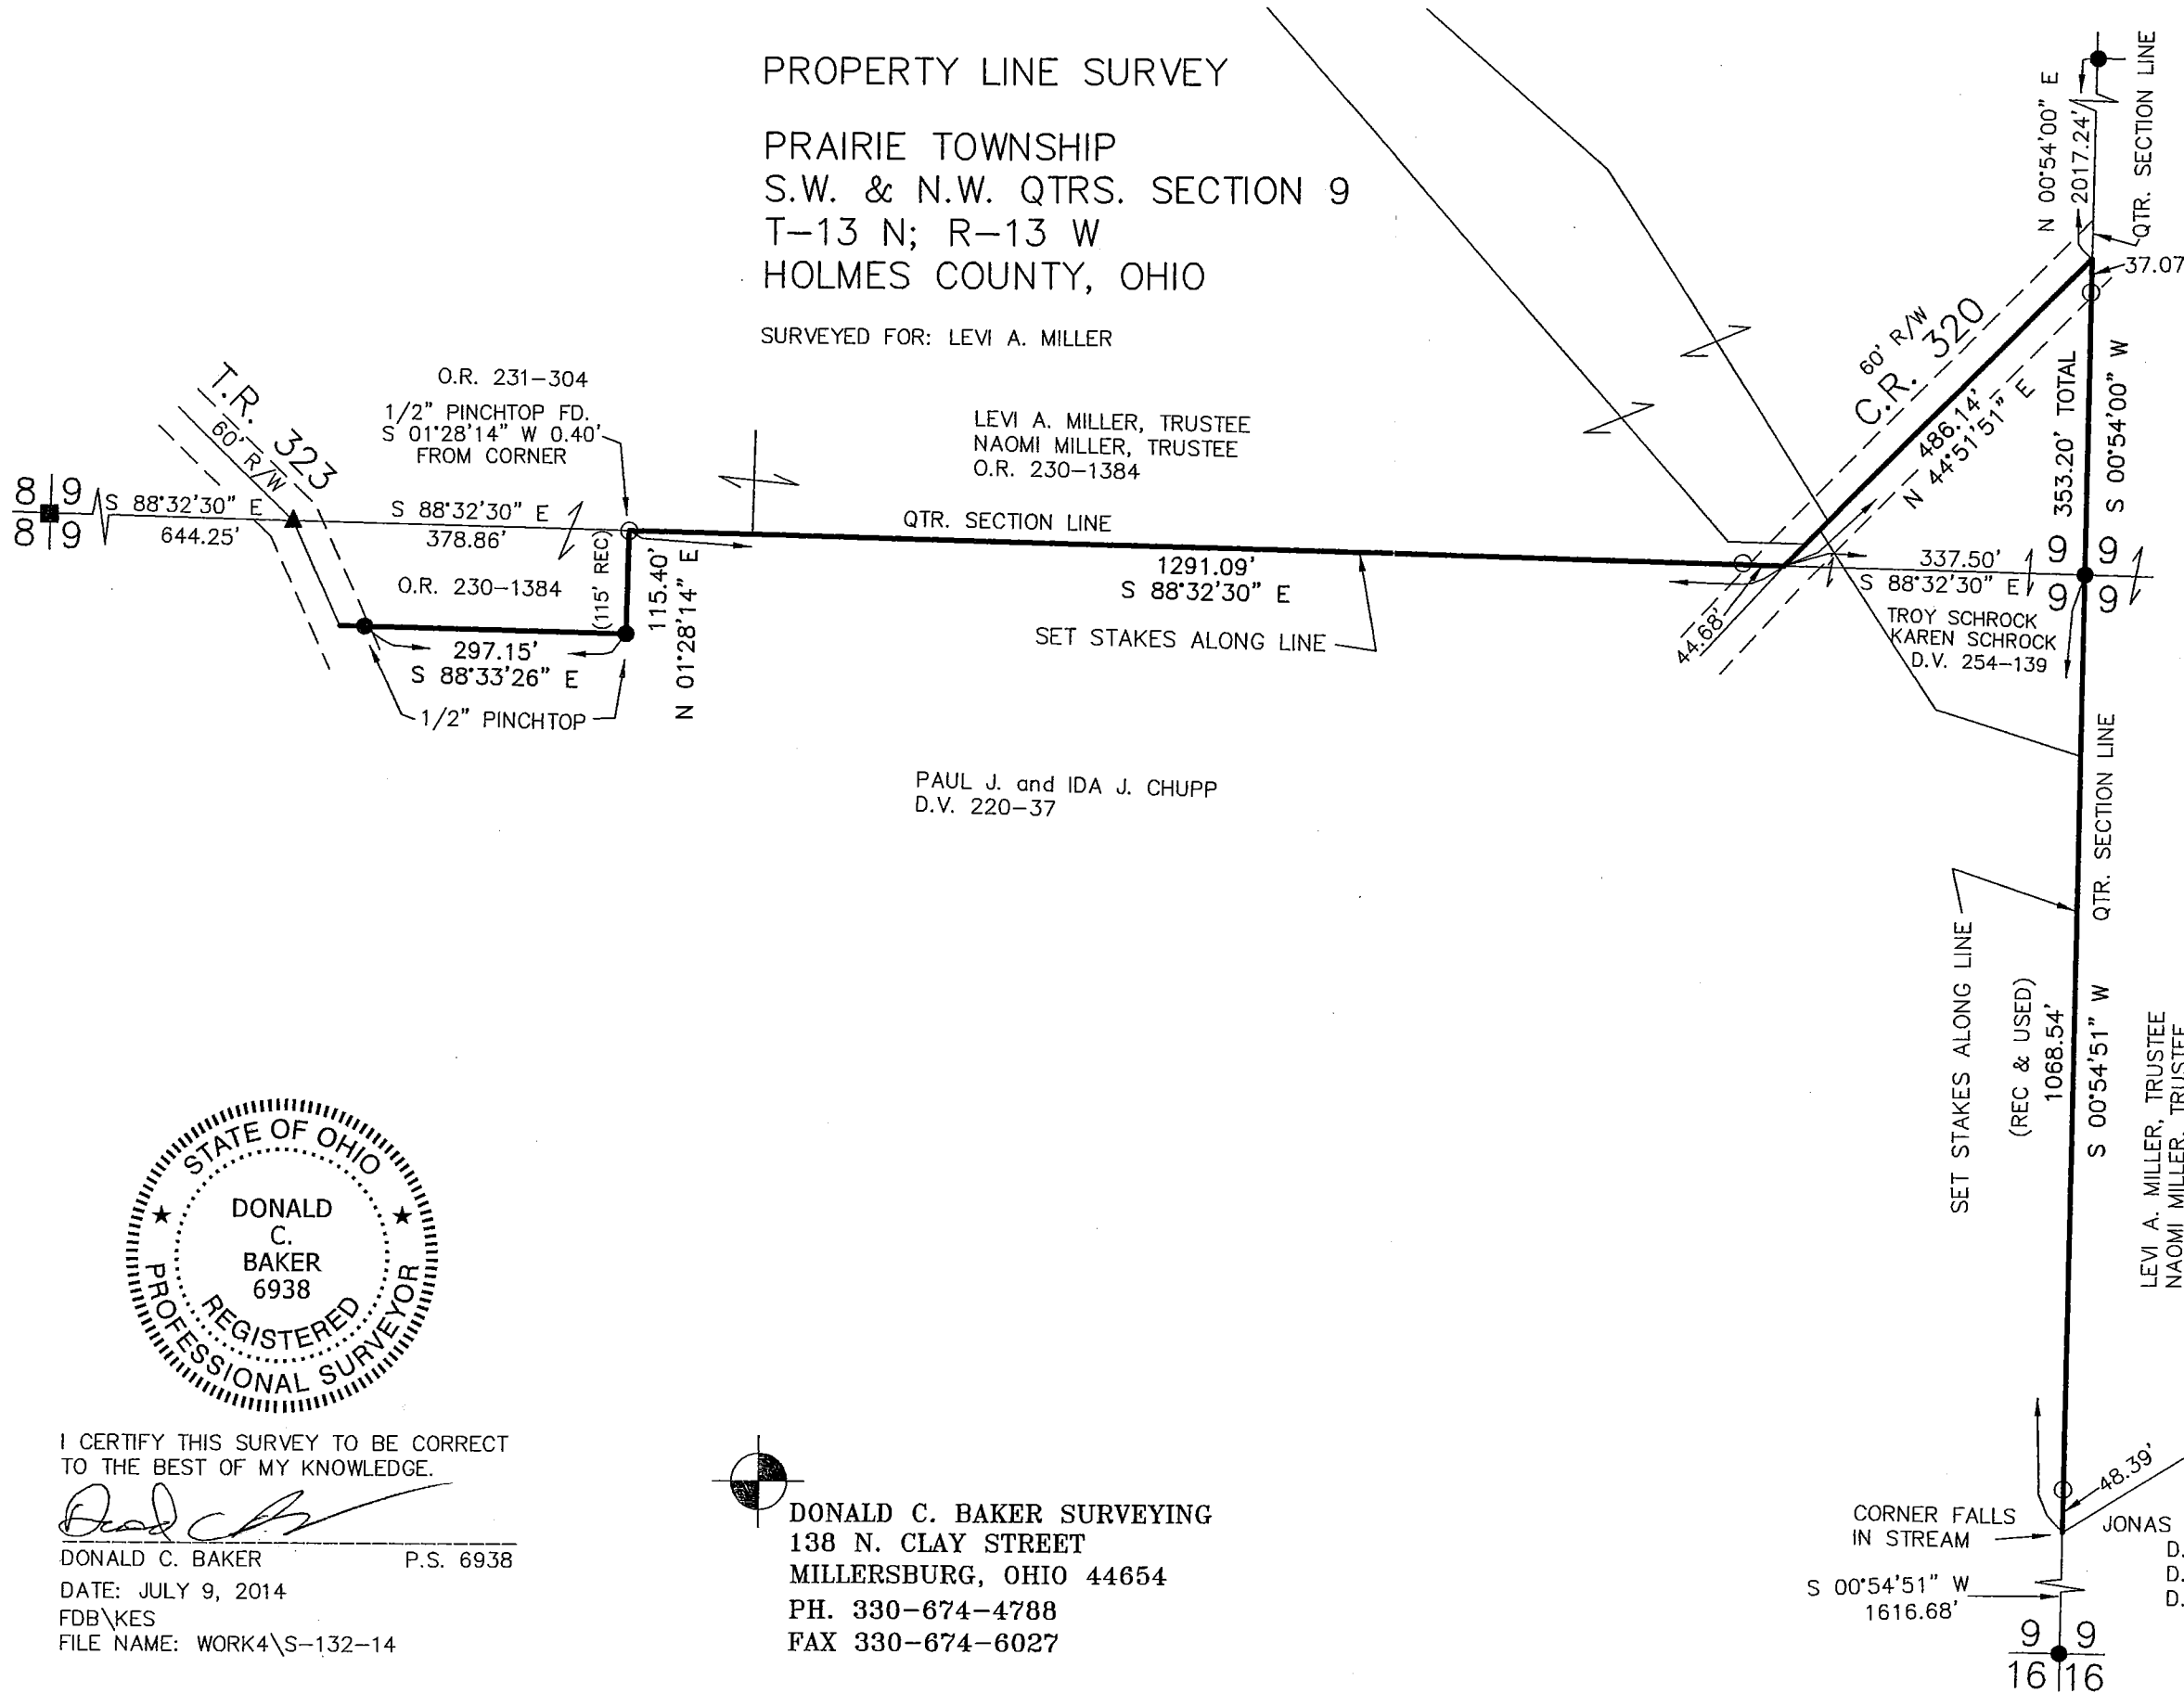 PROPERTY LINE SURVEY
PRAIRIE TOWNSHIP
S.W. & N.W. QTRS. SECTION 9
T-13 N; R-13 W
HOLMES COUNTY, OHIO
SURVEYED FOR: LEVI A. MILLER
N 00°54'00" E
2017.24'
QTR. SECTION LINE
37.07
60' R/W
C.R. 320
486.14'
N 44°51'51" E
353.20' TOTAL
S 00°54'00" W
T.R. 323
60' R/W
O.R. 231-304
1/2" PINCHTOP FD.
S 01°28'14" W 0.40'
FROM CORNER
LEVI A. MILLER, TRUSTEE
NAOMI MILLER, TRUSTEE
O.R. 230-1384
8 9
8 9
S 88°32'30" E
644.25'
S 88°32'30" E
378.86'
QTR. SECTION LINE
1291.09'
S 88°32'30" E
SET STAKES ALONG LINE
O.R. 230-1384
(115' REC)
115.40'
N 01°28'14" E
297.15'
S 88°33'26" E
1/2" PINCHTOP
44.68'
337.50'
S 88°32'30" E
9 9
9 9
TROY SCHROCK
KAREN SCHROCK
D.V. 254-139
PAUL J. and IDA J. CHUPP
D.V. 220-37
QTR. SECTION LINE
SET STAKES ALONG LINE
(REC & USED)
1068.54'
S 00°54'51" W
LEVI A. MILLER, TRUSTEE
NAOMI MILLER, TRUSTEE
STATE OF OHIO
DONALD
C.
BAKER
6938
REGISTERED
PROFESSIONAL SURVEYOR
I CERTIFY THIS SURVEY TO BE CORRECT
TO THE BEST OF MY KNOWLEDGE.
DONALD C. BAKER P.S. 6938
DATE: JULY 9, 2014
FDB\KES
FILE NAME: WORK4\S-132-14
DONALD C. BAKER SURVEYING
138 N. CLAY STREET
MILLERSBURG, OHIO 44654
PH. 330-674-4788
FAX 330-674-6027
48.39'
CORNER FALLS
IN STREAM
JONAS
D.
D.
D.
S 00°54'51" W
1616.68'
9 9
16 16